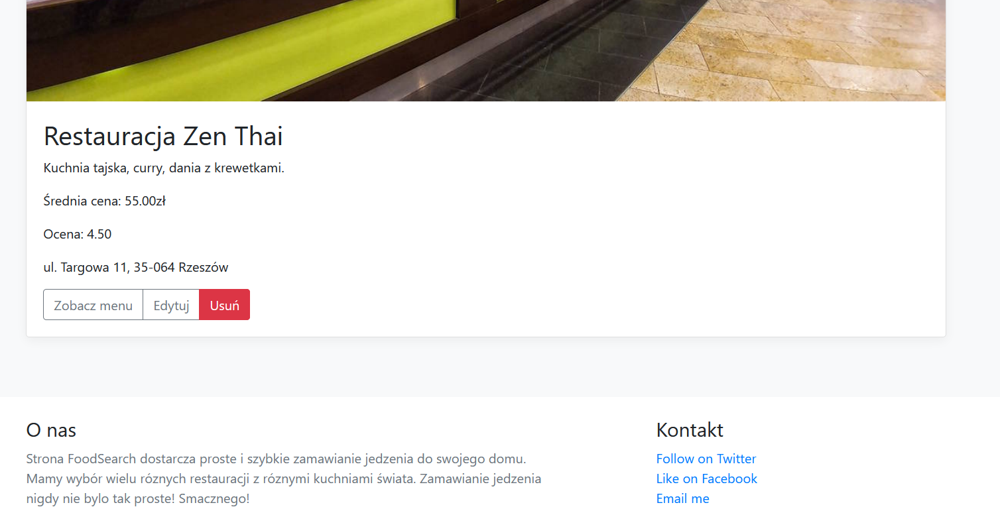 Restauracja Zen Thai
Kuchnia tajska, curry, dania z krewetkami.
Średnia cena: 55.00zł
Ocena: 4.50
ul. Targowa 11, 35-064 Rzeszów
Zobacz menu Edytuj Usuń
O nas
Strona FoodSearch dostarcza proste i szybkie zamawianie jedzenia do swojego domu.
Mamy wybór wielu róznych restauracji z róznymi kuchniami świata. Zamawianie jedzenia
nigdy nie bylo tak proste! Smacznego!
Kontakt
Follow on Twitter
Like on Facebook
Email me